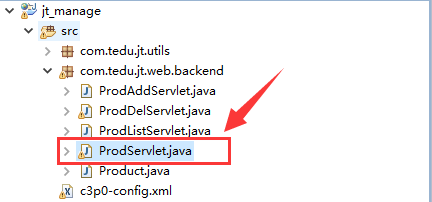 jt_manage
src
com.tedu.jt.utils
com.tedu.jt.web.backend
ProdAddServlet.java
ProdDelServlet.java
ProdListServlet.java
ProdServlet.java
Product.java
c3p0-config.xml